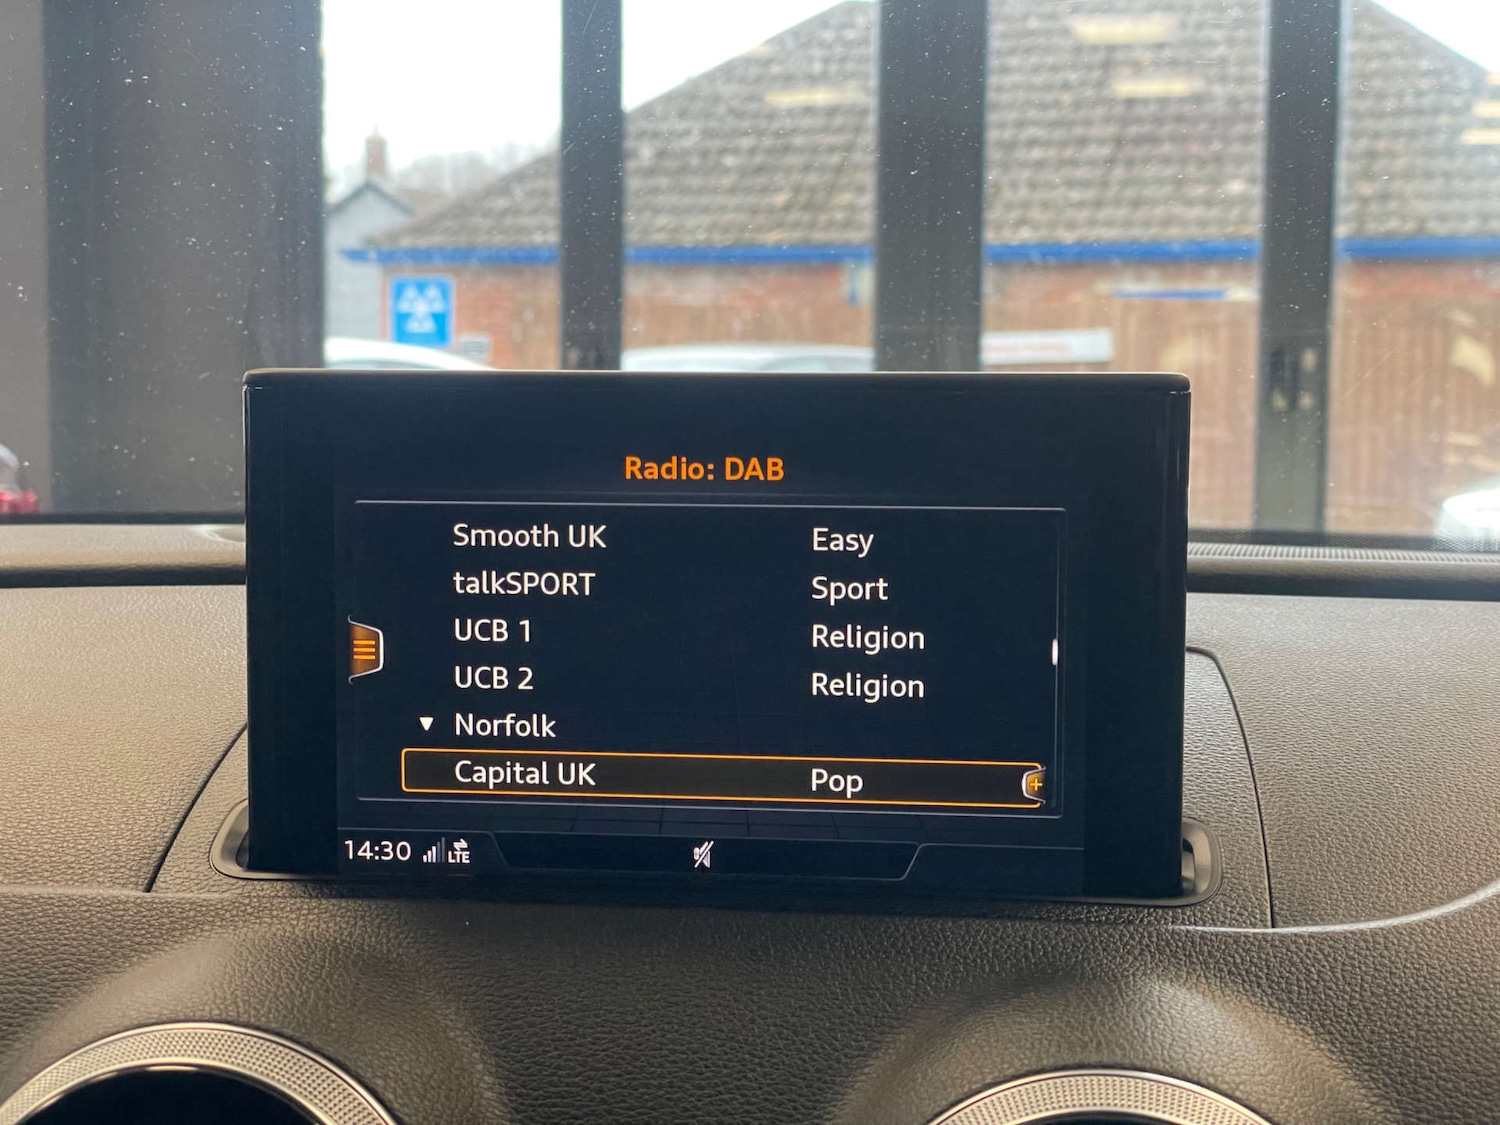 Radio: DAB
Smooth UK Easy
talkSPORT Sport
UCB 1 Religion
UCB 2 Religion
Norfolk
Capital UK Pop
14:30 LTE